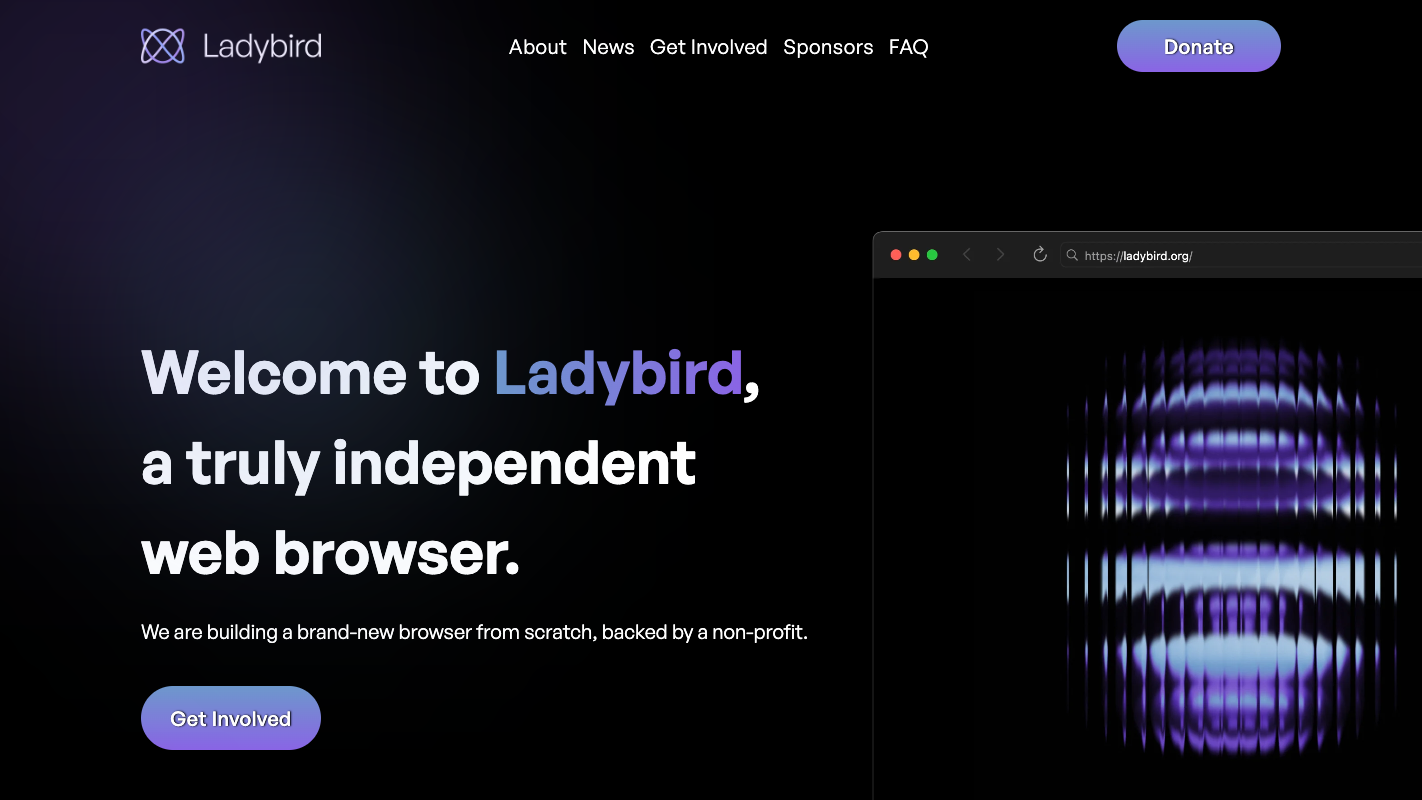 Ladybird
About News Get Involved Sponsors FAQ
Donate
https://ladybird.org/
Welcome to Ladybird,
a truly independent
web browser.
We are building a brand-new browser from scratch, backed by a non-profit.
Get Involved